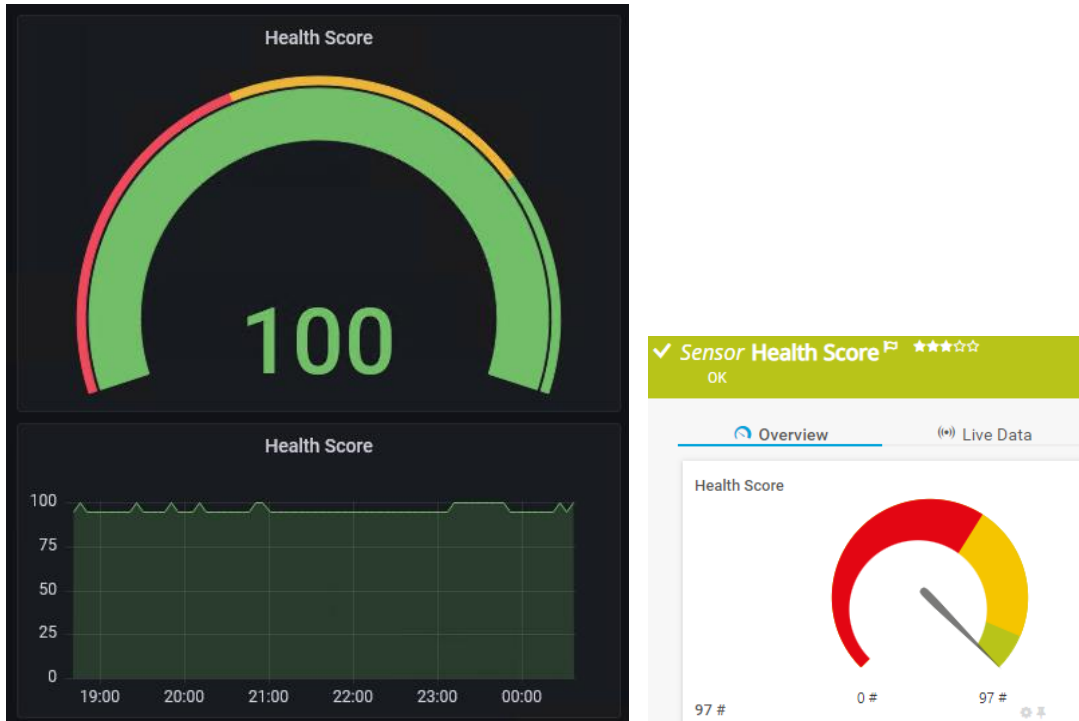 Health Score
100
Health Score
100
75
50
25
0
19:00 20:00 21:00 22:00 23:00 00:00
Sensor Health Score
OK
Overview Live Data
Health Score
0 # 97 #
97 #